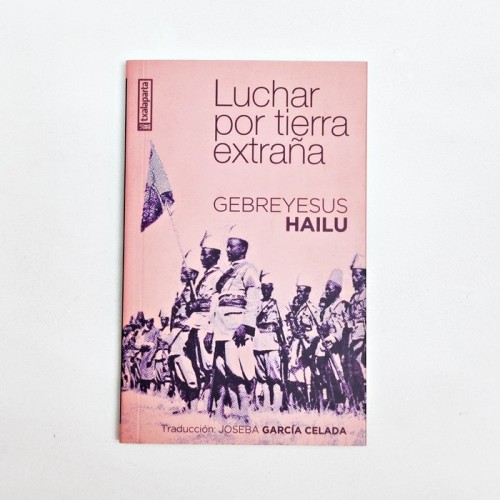 txalaparta
Luchar
por tierra
extraña
GEBREYESUS
HAILU
Traducción: JOSEBA GARCÍA CELADA